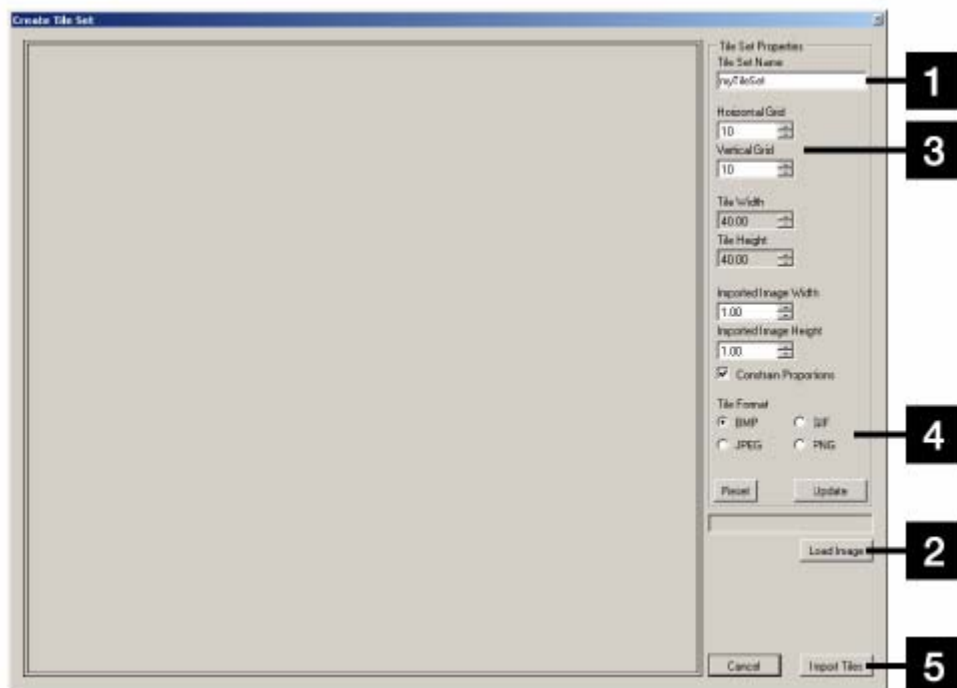 Create Tile Set
Tile Set Properties
Tile Set Name
myTileSet
1
Horizontal Grid
10
3
Vertical Grid
10
Tile Width
40.00
Tile Height
40.00
Imported Image Width
1.00
Imported Image Height
1.00
Constrain Proportions
Tile Format
BMP GIF
4
JPEG PNG
Reset Update
Load Image
2
Cancel Import Tiles
5